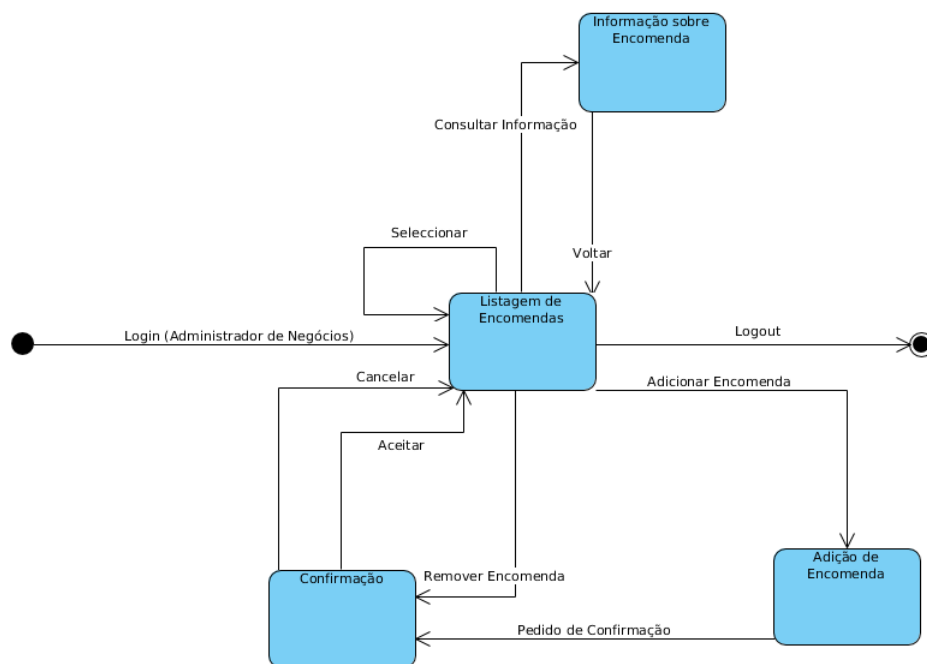 Informação sobre
Encomenda
Consultar Informação
Seleccionar
Voltar
Listagem de
Encomendas
Login (Administrador de Negócios)
Logout
Cancelar
Adicionar Encomenda
Aceitar
Adição de
Encomenda
Confirmação
Remover Encomenda
Pedido de Confirmação